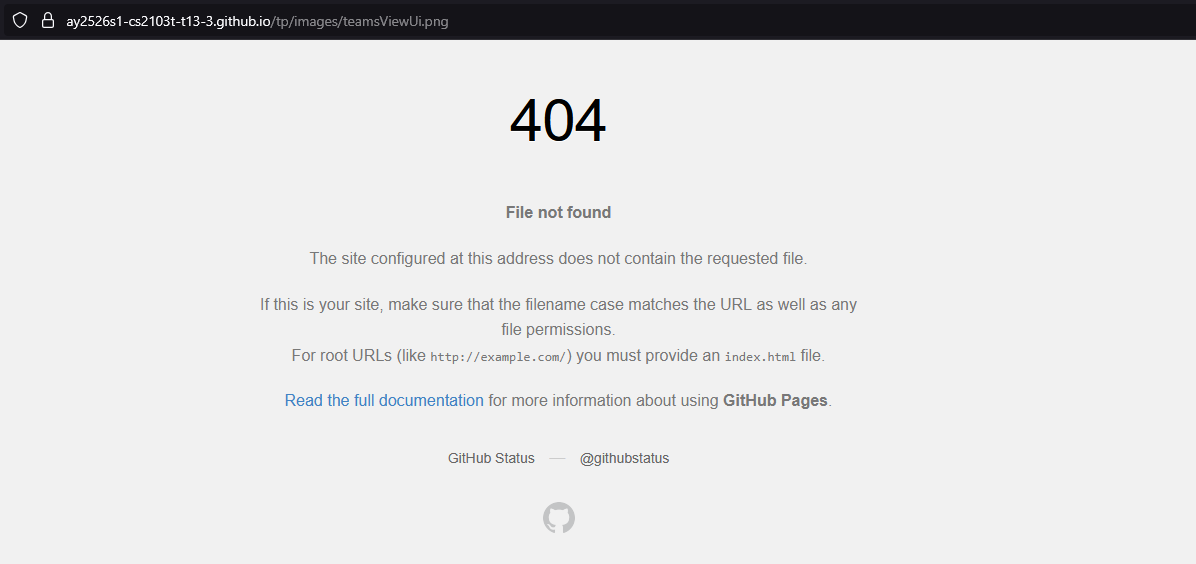 ay2526s1-cs2103t-t13-3.github.io/tp/images/teamsViewUi.png
404
File not found
The site configured at this address does not contain the requested file.
If this is your site, make sure that the filename case matches the URL as well as any
file permissions.
For root URLs (like http://example.com/) you must provide an index.html file.
Read the full documentation for more information about using GitHub Pages.
GitHub Status — @githubstatus